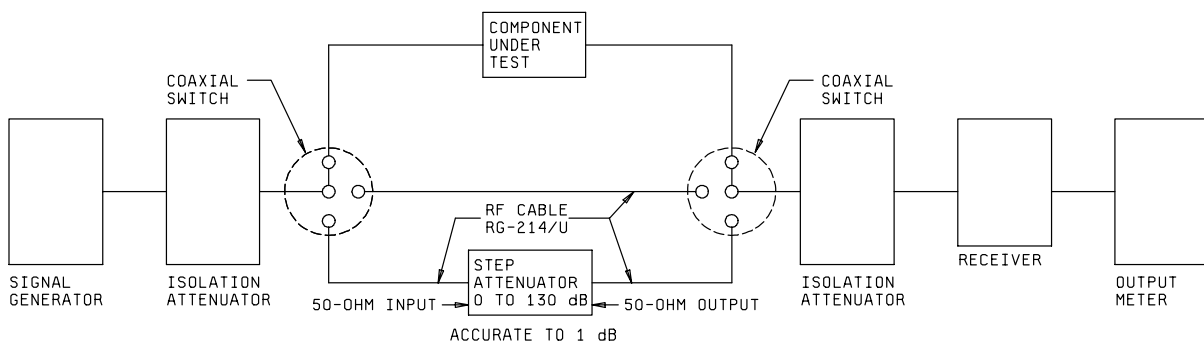 COMPONENT
UNDER
TEST
COAXIAL
SWITCH
COAXIAL
SWITCH
RF CABLE
RG-214/U
SIGNAL
GENERATOR
ISOLATION
ATTENUATOR
STEP
ATTENUATOR
0 TO 130 dB
50-OHM INPUT
50-OHM OUTPUT
ACCURATE TO 1 dB
ISOLATION
ATTENUATOR
RECEIVER
OUTPUT
METER